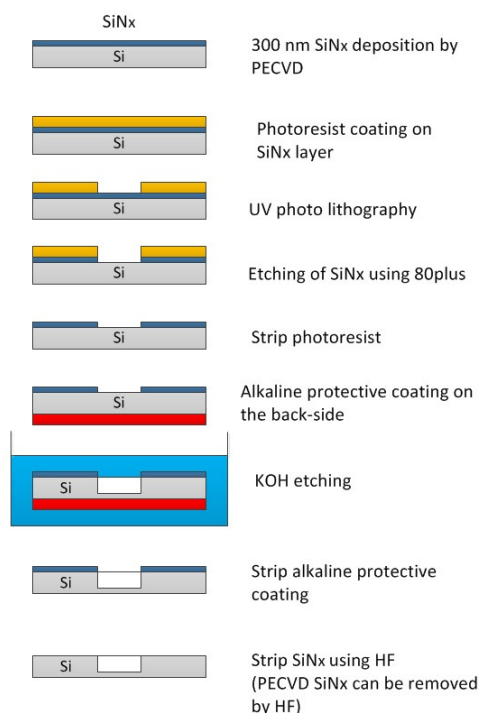 SiNx
Si
300 nm SiNx deposition by
PECVD
Si
Photoresist coating on
SiNx layer
Si
UV photo lithography
Si
Etching of SiNx using 80plus
Si
Strip photoresist
Si
Alkaline protective coating on
the back-side
Si
KOH etching
Si
Strip alkaline protective
coating
Si
Strip SiNx using HF
(PECVD SiNx can be removed
by HF)